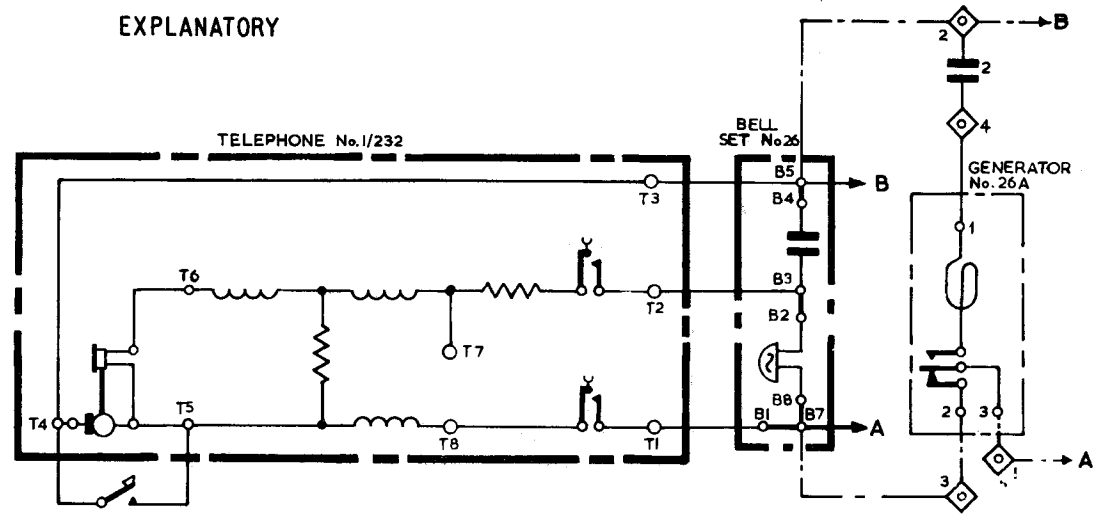 EXPLANATORY
2
B
2
4
TELEPHONE No. 1/232
BELL
SET No 26
GENERATOR
No. 26A
B5
B
T3
B4
1
T6
B3
T2
B2
T7
B8
T4
T5
B1
B7
A
T8
T1
2
3
A
3
1